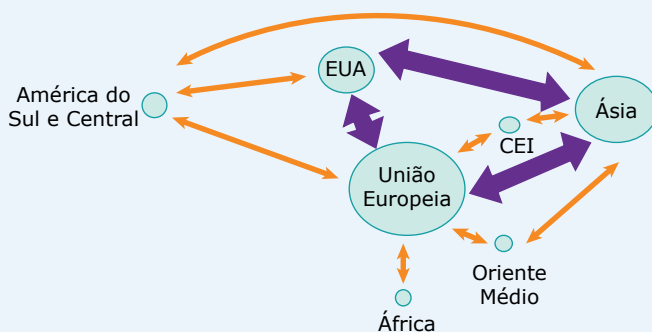 EUA
América do
Sul e Central
Ásia
CEI
União
Europeia
Oriente
Médio
África